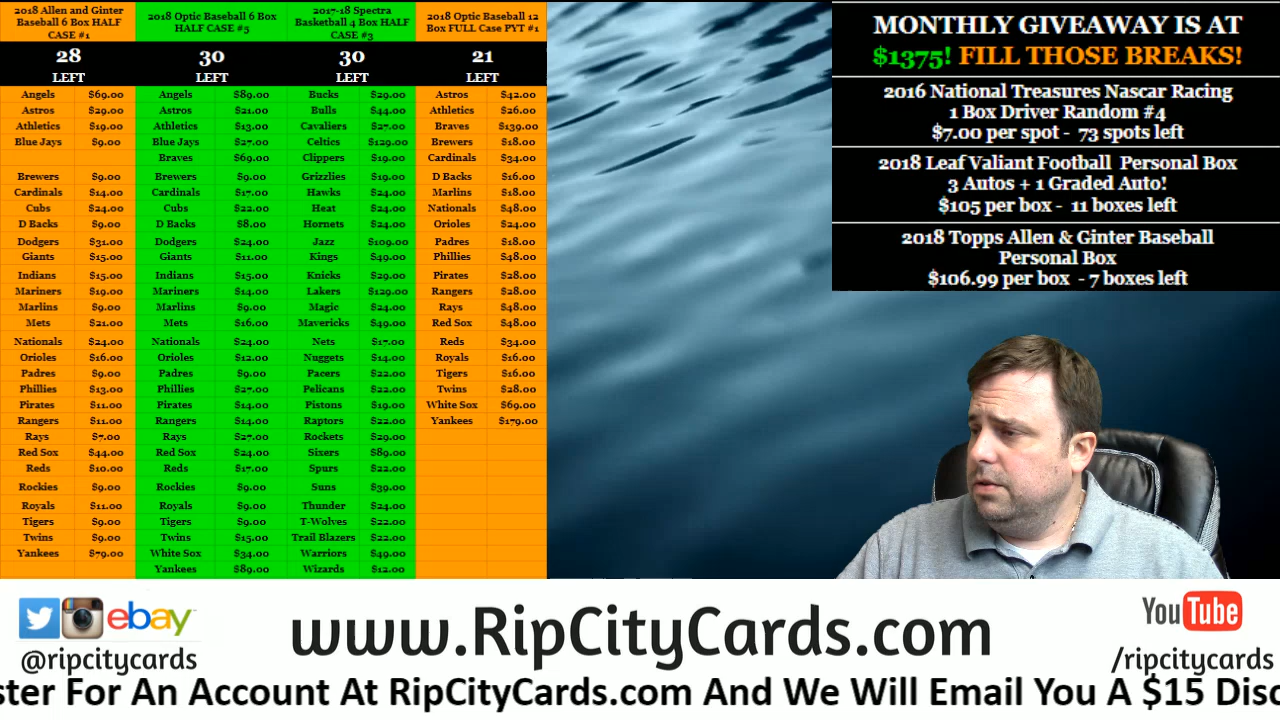 2018 Allen and Ginter
Baseball 6 Box HALF
CASE #1
28
LEFT
Angels $69.00
Astros $29.00
Athletics $19.00
Blue Jays $9.00
Brewers $9.00
Cardinals $14.00
Cubs $24.00
D Backs $9.00
Dodgers $31.00
Giants $15.00
Indians $15.00
Mariners $19.00
Marlins $9.00
Mets $21.00
Nationals $24.00
Orioles $16.00
Padres $9.00
Phillies $13.00
Pirates $11.00
Rangers $11.00
Rays $7.00
Red Sox $44.00
Reds $10.00
Rockies $9.00
Royals $11.00
Tigers $9.00
Twins $9.00
Yankees $79.00
2018 Optic Baseball 6 Box
HALF CASE #5
30
LEFT
Angels $89.00
Astros $21.00
Athletics $13.00
Blue Jays $27.00
Braves $69.00
Brewers $9.00
Cardinals $17.00
Cubs $22.00
D Backs $8.00
Dodgers $24.00
Giants $11.00
Indians $15.00
Mariners $14.00
Marlins $9.00
Mets $16.00
Nationals $24.00
Orioles $12.00
Padres $9.00
Phillies $27.00
Pirates $14.00
Rangers $14.00
Rays $27.00
Red Sox $24.00
Reds $17.00
Rockies $9.00
Royals $9.00
Tigers $9.00
Twins $15.00
White Sox $34.00
Yankees $89.00
2017-18 Spectra
Basketball 4 Box HALF
CASE #3
30
LEFT
Bucks $29.00
Bulls $44.00
Cavaliers $27.00
Celtics $129.00
Clippers $19.00
Grizzlies $19.00
Hawks $24.00
Heat $24.00
Hornets $24.00
Jazz $109.00
Kings $49.00
Knicks $29.00
Lakers $129.00
Magic $24.00
Mavericks $49.00
Nets $17.00
Nuggets $14.00
Pacers $22.00
Pelicans $22.00
Pistons $19.00
Raptors $22.00
Rockets $29.00
Sixers $89.00
Spurs $22.00
Suns $39.00
Thunder $24.00
T-Wolves $22.00
Trail Blazers $22.00
Warriors $49.00
Wizards $12.00
2018 Optic Baseball 12
Box FULL Case PYT #1
21
LEFT
Astros $42.00
Athletics $26.00
Braves $139.00
Brewers $18.00
Cardinals $34.00
D Backs $16.00
Marlins $18.00
Nationals $48.00
Orioles $24.00
Padres $18.00
Phillies $48.00
Pirates $28.00
Rangers $28.00
Rays $48.00
Red Sox $48.00
Reds $34.00
Royals $16.00
Tigers $16.00
Twins $28.00
White Sox $69.00
Yankees $179.00
MONTHLY GIVEAWAY IS AT
$1375! FILL THOSE BREAKS!
2016 National Treasures Nascar Racing
1 Box Driver Random #4
$7.00 per spot - 73 spots left
2018 Leaf Valiant Football Personal Box
3 Autos + 1 Graded Auto!
$105 per box - 11 boxes left
2018 Topps Allen & Ginter Baseball
Personal Box
$106.99 per box - 7 boxes left
ebay
@ripcitycards
www.RipCityCards.com
YouTube
/ripcitycards
ster For An Account At RipCityCards.com And We Will Email You A $15 Disc